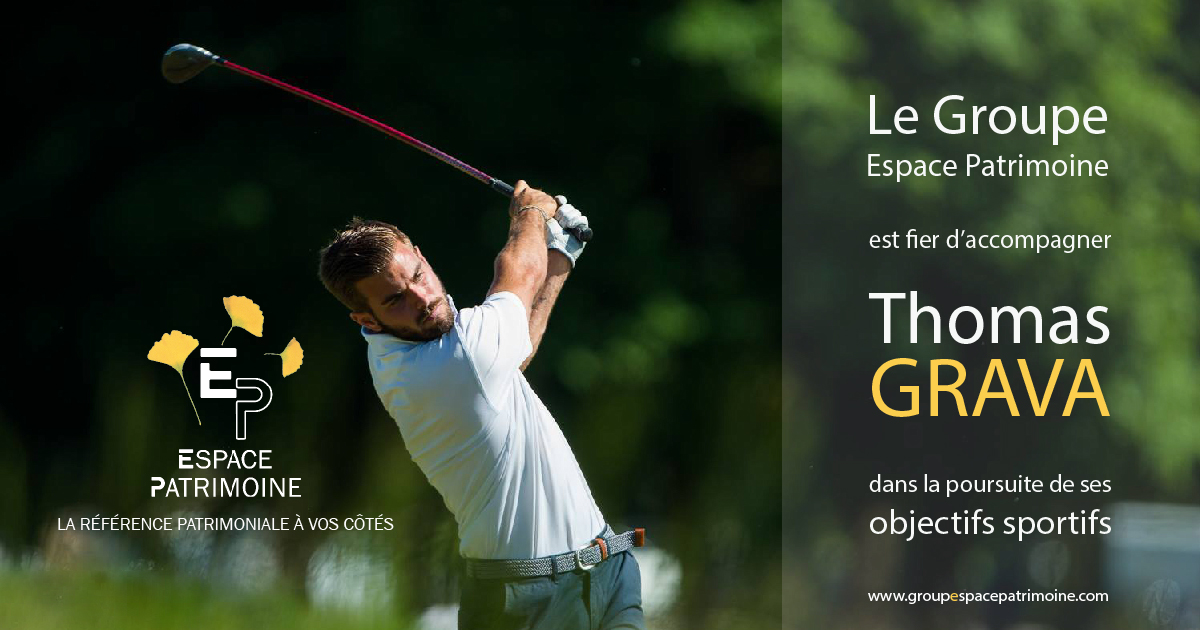 EP
ESPACE
PATRIMOINE
LA RÉFÉRENCE PATRIMONIALE À VOS CÔTÉS
Le Groupe
Espace Patrimoine
est fier d’accompagner
Thomas
GRAVA
dans la poursuite de ses
objectifs sportifs
www.groupespacepatrimoine.com